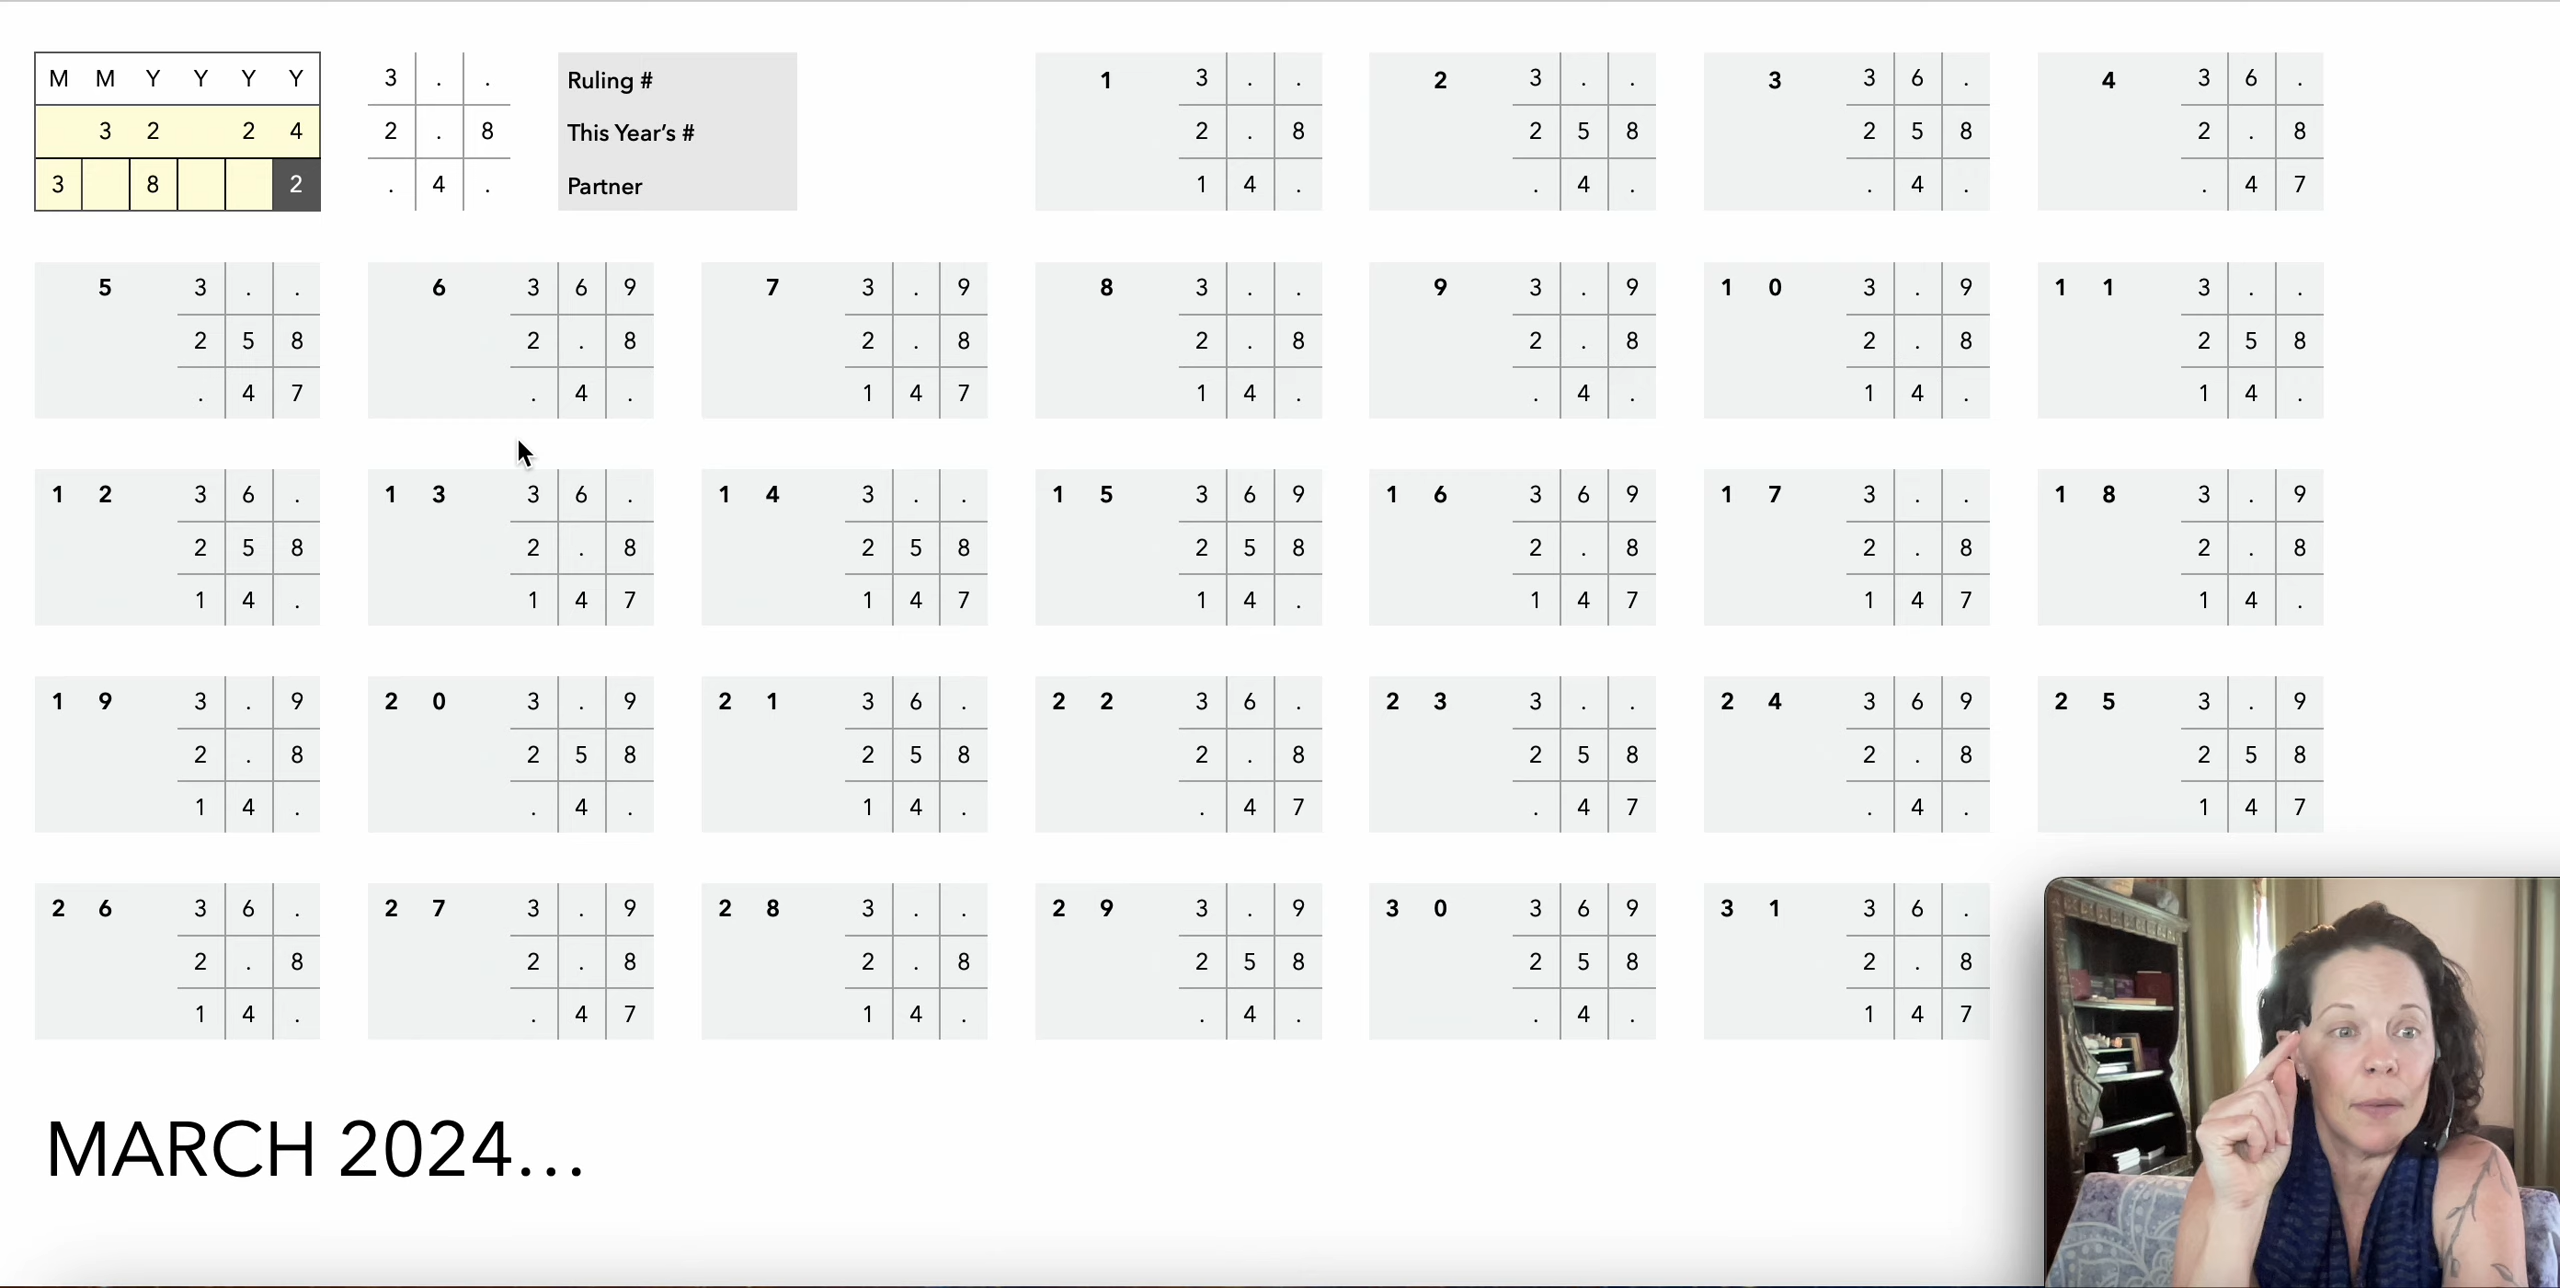 M M Y Y Y Y 3 . . Ruling # 1 3 . . 2 3 . . 3 3 6 . 4 3 6 .
3 2 2 4 2 . 8 This Year's # 2 . 8 2 5 8 2 5 8 2 . 8
3 8 2 . 4 . Partner 1 4 . . 4 . . 4 . . 4 7
5 3 . . 6 3 6 9 7 3 . 9 8 3 . . 9 3 . 9 1 0 3 . 9 1 1 3 . .
2 5 8 2 . 8 2 . 8 2 . 8 2 . 8 2 . 8 2 5 8
. 4 7 . 4 . 1 4 7 1 4 . . 4 . 1 4 . 1 4 .
1 2 3 6 . 1 3 3 6 . 1 4 3 . . 1 5 3 6 9 1 6 3 6 9 1 7 3 . . 1 8 3 . 9
2 5 8 2 . 8 2 5 8 2 5 8 2 . 8 2 . 8 2 . 8
1 4 . 1 4 7 1 4 7 1 4 . 1 4 7 1 4 7 1 4 .
1 9 3 . 9 2 0 3 . 9 2 1 3 6 . 2 2 3 6 . 2 3 3 . . 2 4 3 6 9 2 5 3 . 9
2 . 8 2 5 8 2 5 8 2 . 8 2 5 8 2 . 8 2 5 8
1 4 . . 4 . 1 4 . . 4 7 . 4 7 . 4 . 1 4 7
2 6 3 6 . 2 7 3 . 9 2 8 3 . . 2 9 3 . 9 3 0 3 6 9 3 1 3 6 .
2 . 8 2 . 8 2 . 8 2 5 8 2 5 8 2 . 8
1 4 . . 4 7 1 4 . . 4 . . 4 . 1 4 7
MARCH 2024...